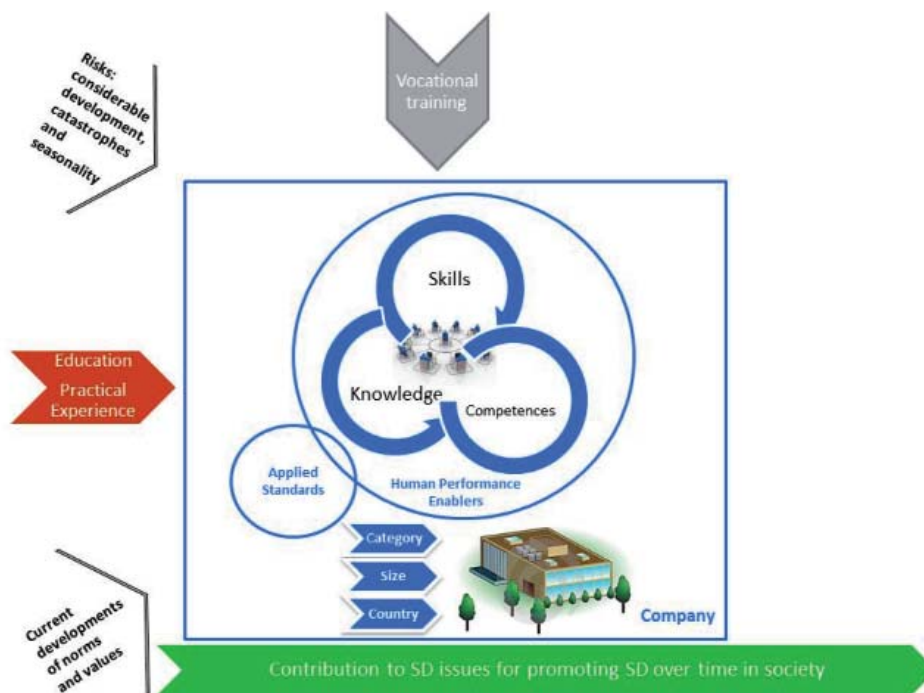 Risks:
considerable
development,
catastrophes
and
seasonality
Vocational
training
Skills
Knowledge
Competences
Education
Practical
Experience
Applied
Standards
Human Performance
Enablers
Category
Size
Country
Company
Current
developments
of norms
and values
Contribution to SD issues for promoting SD over time in society